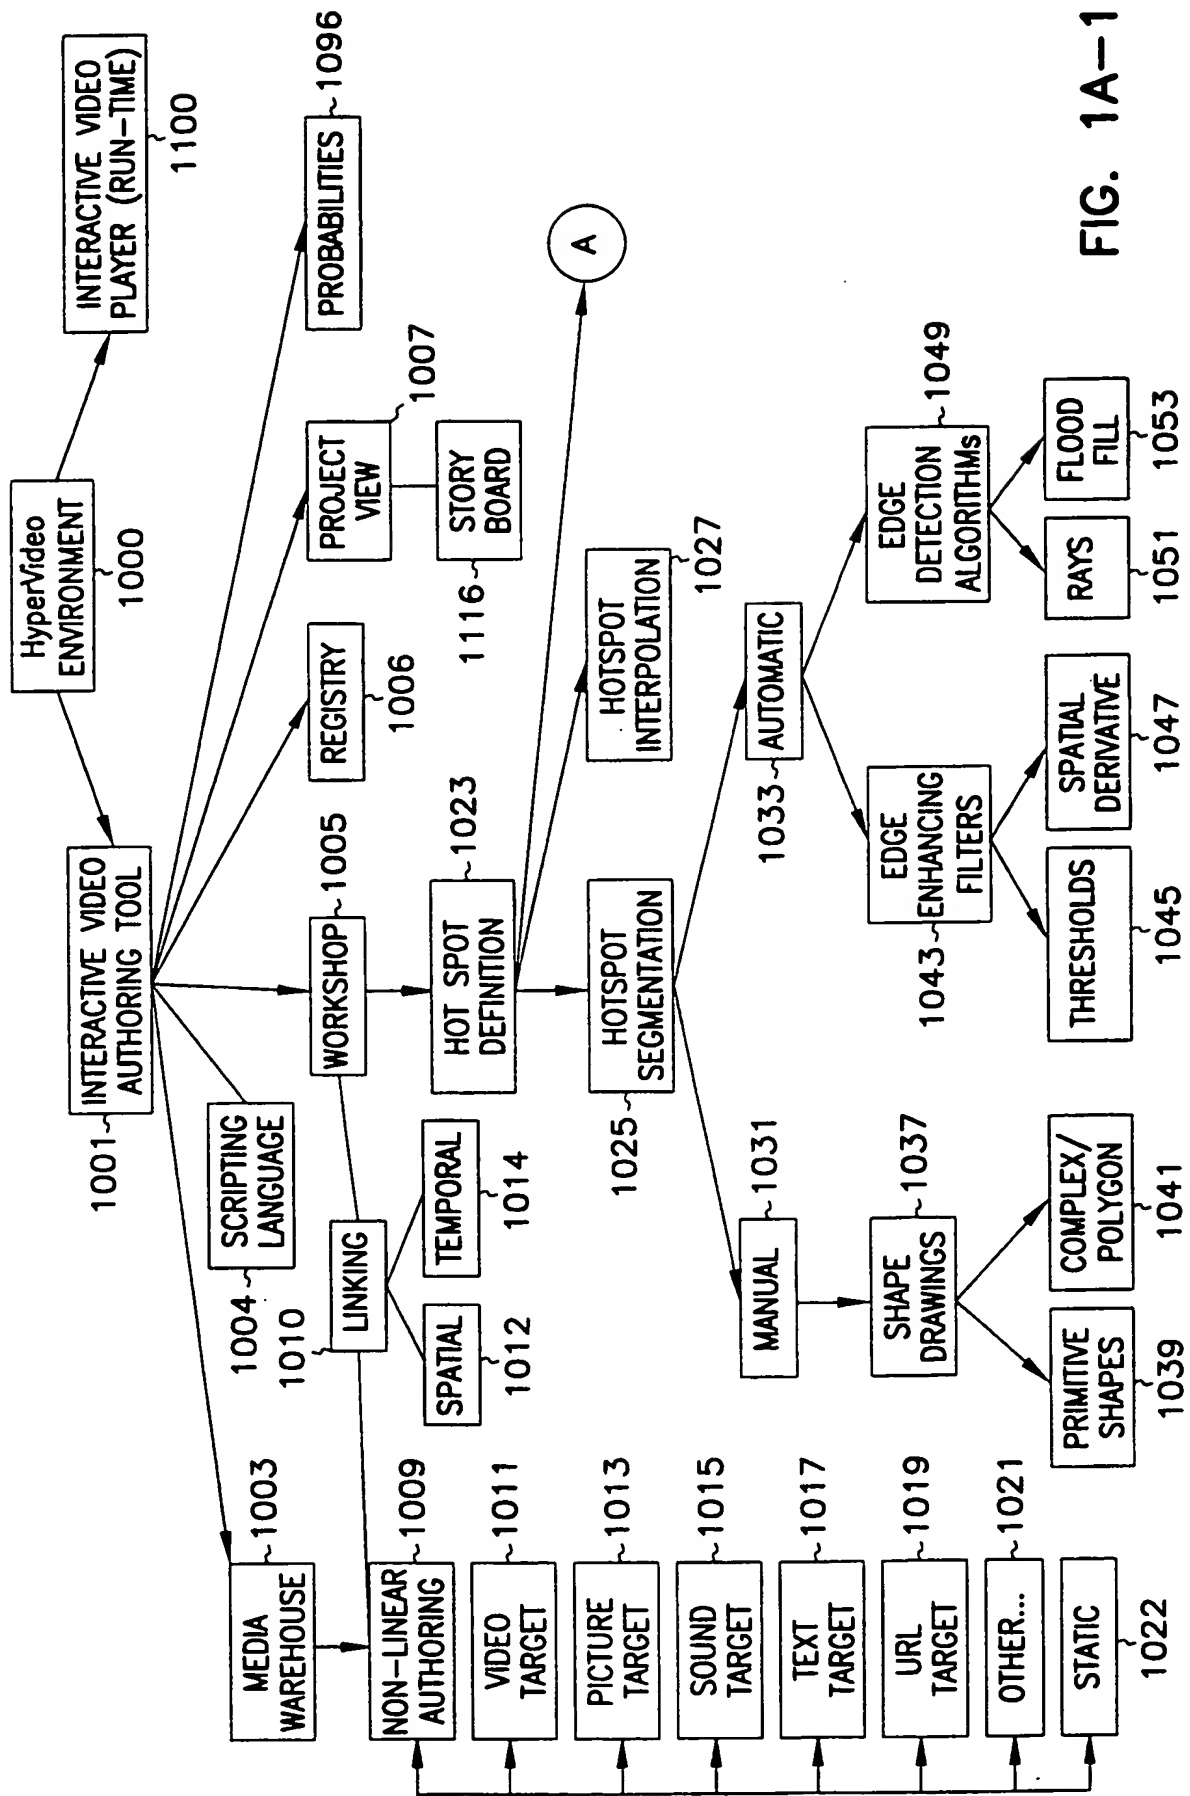 HyperVideo
ENVIRONMENT
1000
INTERACTIVE VIDEO
PLAYER (RUN-TIME)
1100
1001
INTERACTIVE VIDEO
AUTHORING TOOL
MEDIA
WAREHOUSE
1003
SCRIPTING
LANGUAGE
1004
WORKSHOP
1005
REGISTRY
1006
PROJECT
VIEW
1007
PROBABILITIES
1096
1010
LINKING
SPATIAL
1012
TEMPORAL
1014
HOT SPOT
DEFINITION
1023
STORY
BOARD
1116
A
NON-LINEAR
AUTHORING
1009
VIDEO
TARGET
1011
PICTURE
TARGET
1013
SOUND
TARGET
1015
TEXT
TARGET
1017
URL
TARGET
1019
OTHER...
1021
STATIC
1022
HOTSPOT
SEGMENTATION
1025
HOTSPOT
INTERPOLATION
1027
MANUAL
1031
1033
AUTOMATIC
SHAPE
DRAWINGS
1037
PRIMITIVE
SHAPES
1039
COMPLEX/
POLYGON
1041
EDGE
ENHANCING
FILTERS
1043
THRESHOLDS
1045
SPATIAL
DERIVATIVE
1047
EDGE
DETECTION
ALGORITHMs
1049
RAYS
1051
FLOOD
FILL
1053
FIG. 1A-1